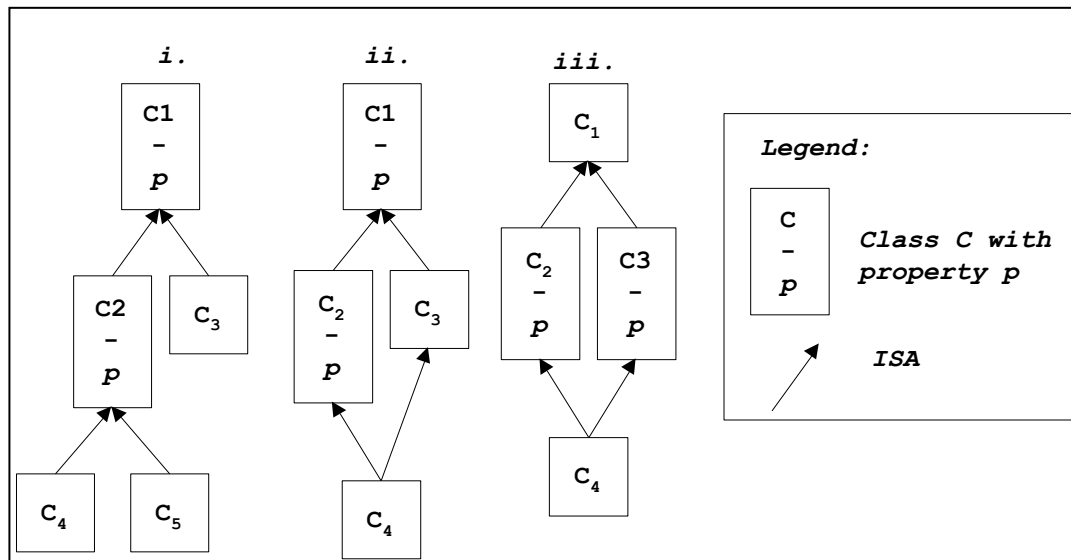 i.
C1
-
p
C2
-
p
C₃
C₄
C₅
ii.
C1
-
p
C₂
-
p
C₃
C₄
iii.
C₁
C₂
-
p
C3
-
p
C₄
Legend:
C
-
p
Class C with
property p
ISA